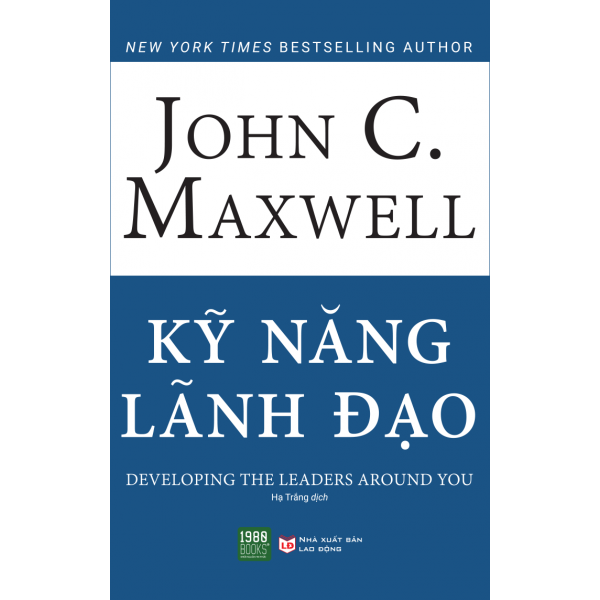 NEW YORK TIMES BESTSELLING AUTHOR
JOHN C.
MAXWELL
KỸ NĂNG
LÃNH ĐẠO
DEVELOPING THE LEADERS AROUND YOU
Hạ Trắng dịch
1980
BOOKS
LĐ
NHÀ XUẤT BẢN
LAO ĐỘNG